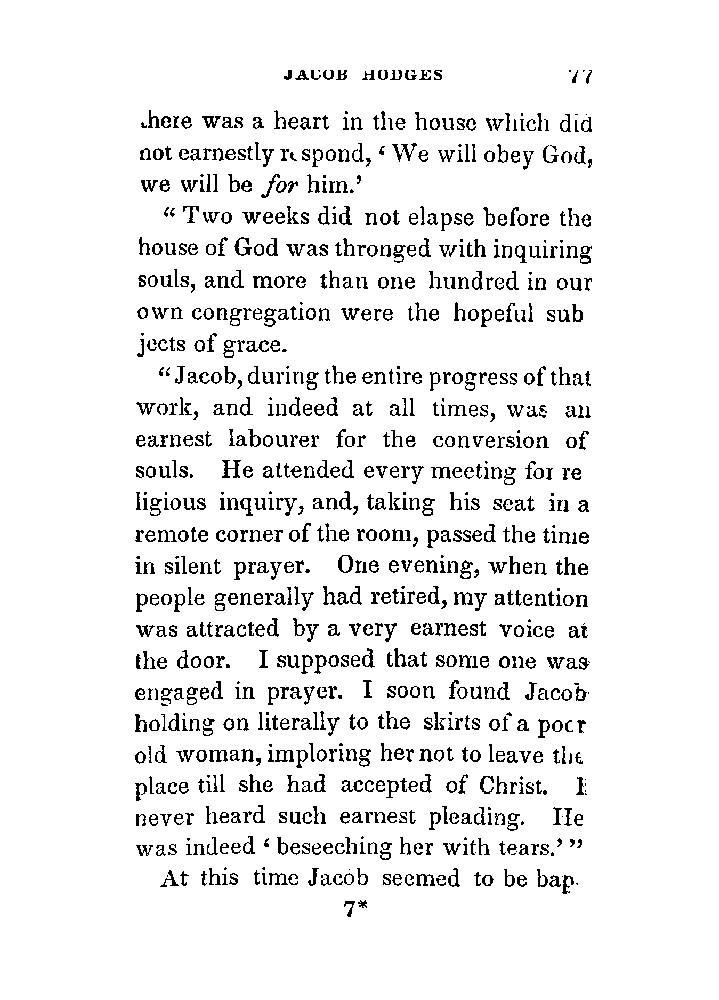 JACOB HODGES 77
there was a heart in the house which did
not earnestly respond, ‘ We will obey God,
we will be for him.’
“ Two weeks did not elapse before the
house of God was thronged with inquiring
souls, and more than one hundred in our
own congregation were the hopeful sub
jects of grace.
“Jacob, during the entire progress of that
work, and indeed at all times, was an
earnest labourer for the conversion of
souls. He attended every meeting for re
ligious inquiry, and, taking his seat in a
remote corner of the room, passed the time
in silent prayer. One evening, when the
people generally had retired, my attention
was attracted by a very earnest voice at
the door. I supposed that some one was
engaged in prayer. I soon found Jacob
holding on literally to the skirts of a poor
old woman, imploring her not to leave the
place till she had accepted of Christ. I
never heard such earnest pleading. He
was indeed ‘ beseeching her with tears.’ ”
At this time Jacob seemed to be bap-
7*